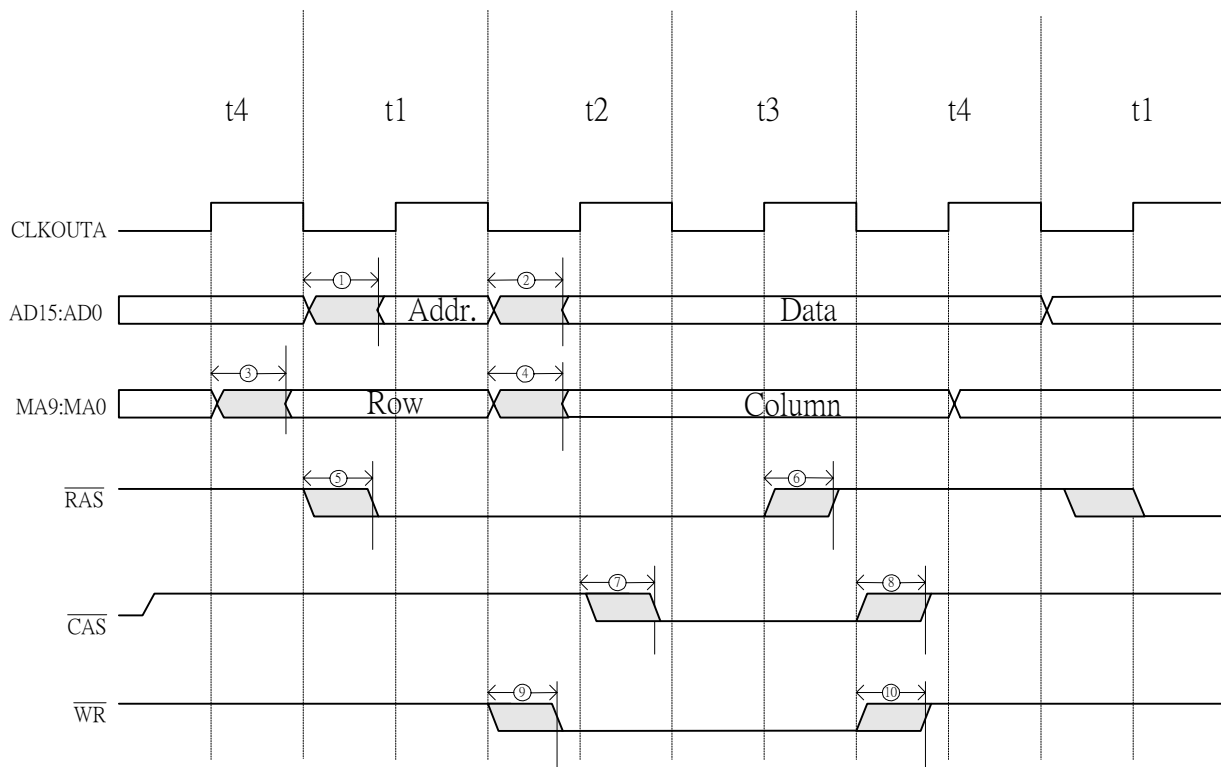 t4 t1 t2 t3 t4 t1
CLKOUTA
① ②
AD15:AD0 Addr. Data
③ ④
MA9:MA0 Row Column
⑤ ⑥
RAS
⑦ ⑧
CAS
⑨ ⑩
WR